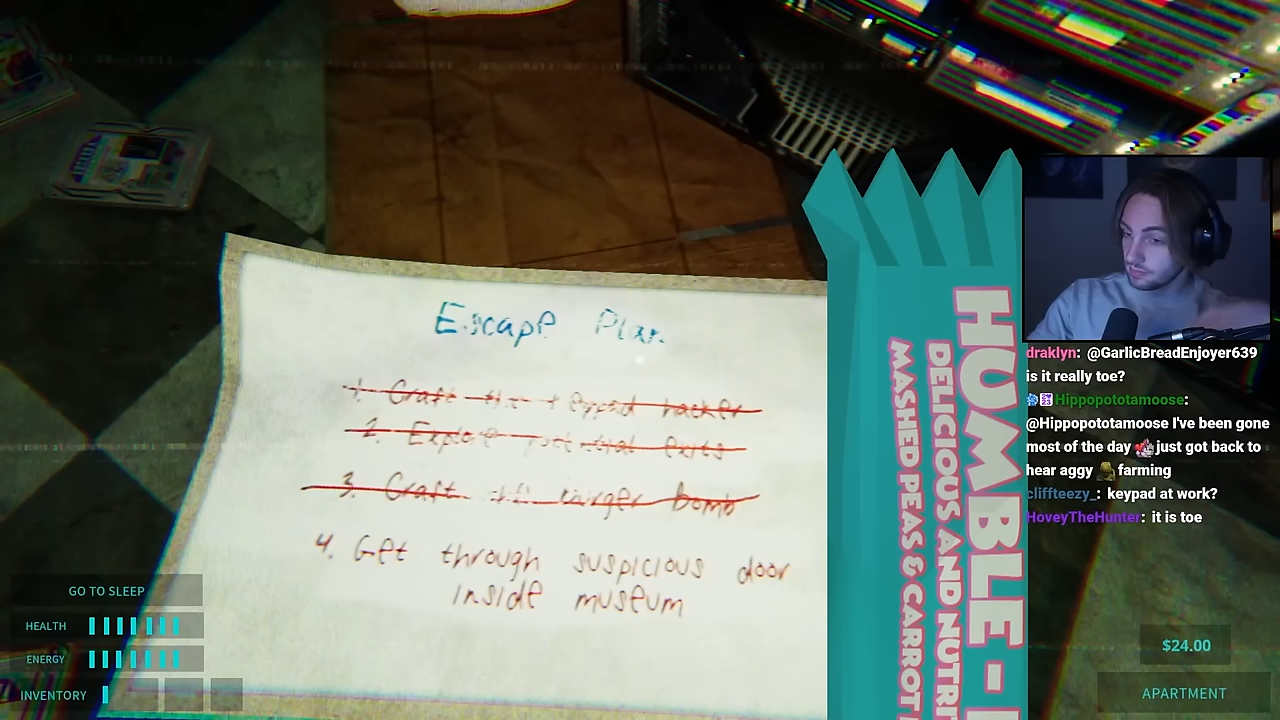 Escape Plan
1. Craft the keypad hacker
2. Explore potential exits
3. Craft the bigger bomb
4. Get through suspicious door
inside museum
HUMBLE -
DELICIOUS AND NUTRI
MASHED PEAS & CARROT
GO TO SLEEP
HEALTH
ENERGY
INVENTORY
draklyn: @GarlicBreadEnjoyer639
is it really toe?
Hippopototamoose:
@Hippopototamoose I've been gone
most of the day just got back to
hear aggy farming
cliffteezy_: keypad at work?
HoveyTheHunter: it is toe
$24.00
APARTMENT